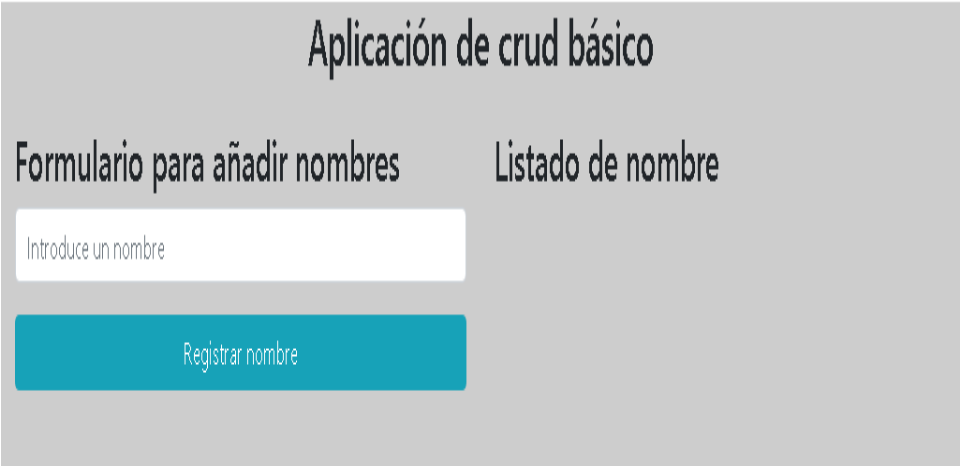 Aplicación de crud básico
Formulario para añadir nombres
Introduce un nombre
Registrar nombre
Listado de nombre